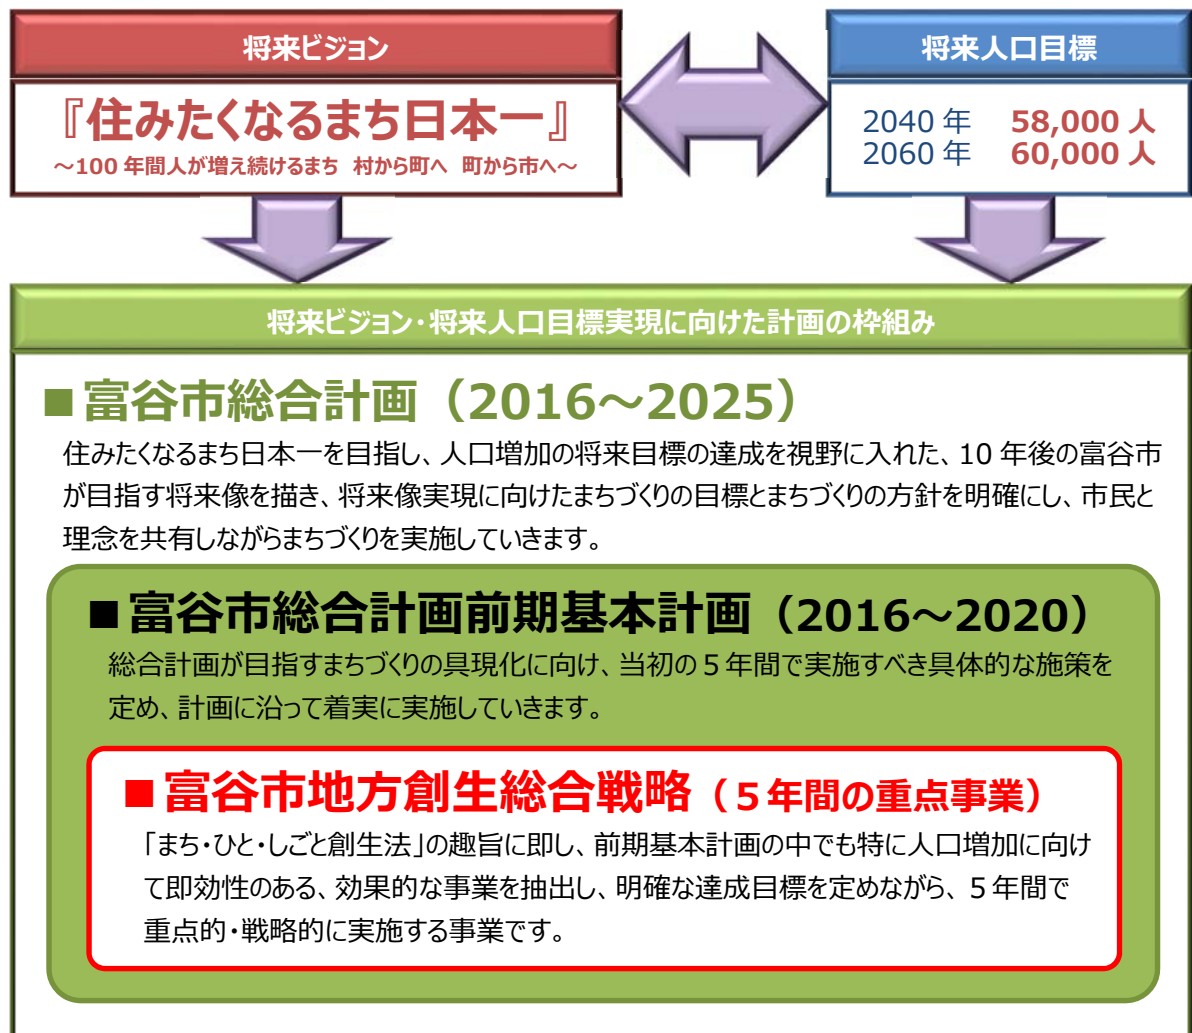 将来ビジョン
『住みたくなるまち日本一』
～100 年間人が増え続けるまち 村から町へ 町から市へ～
将来人口目標
2040 年 58,000 人
2060 年 60,000 人
将来ビジョン・将来人口目標実現に向けた計画の枠組み
■富谷市総合計画（2016～2025）
住みたくなるまち日本一を目指し、人口増加の将来目標の達成を視野に入れた、10 年後の富谷市
が目指す将来像を描き、将来像実現に向けたまちづくりの目標とまちづくりの方針を明確にし、市民と
理念を共有しながらまちづくりを実施していきます。
■富谷市総合計画前期基本計画（2016～2020）
総合計画が目指すまちづくりの具現化に向け、当初の５年間で実施すべき具体的な施策を
定め、計画に沿って着実に実施していきます。
■富谷市地方創生総合戦略（５年間の重点事業）
「まち・ひと・しごと創生法」の趣旨に即し、前期基本計画の中でも特に人口増加に向け
て即効性のある、効果的な事業を抽出し、明確な達成目標を定めながら、５年間で
重点的・戦略的に実施する事業です。